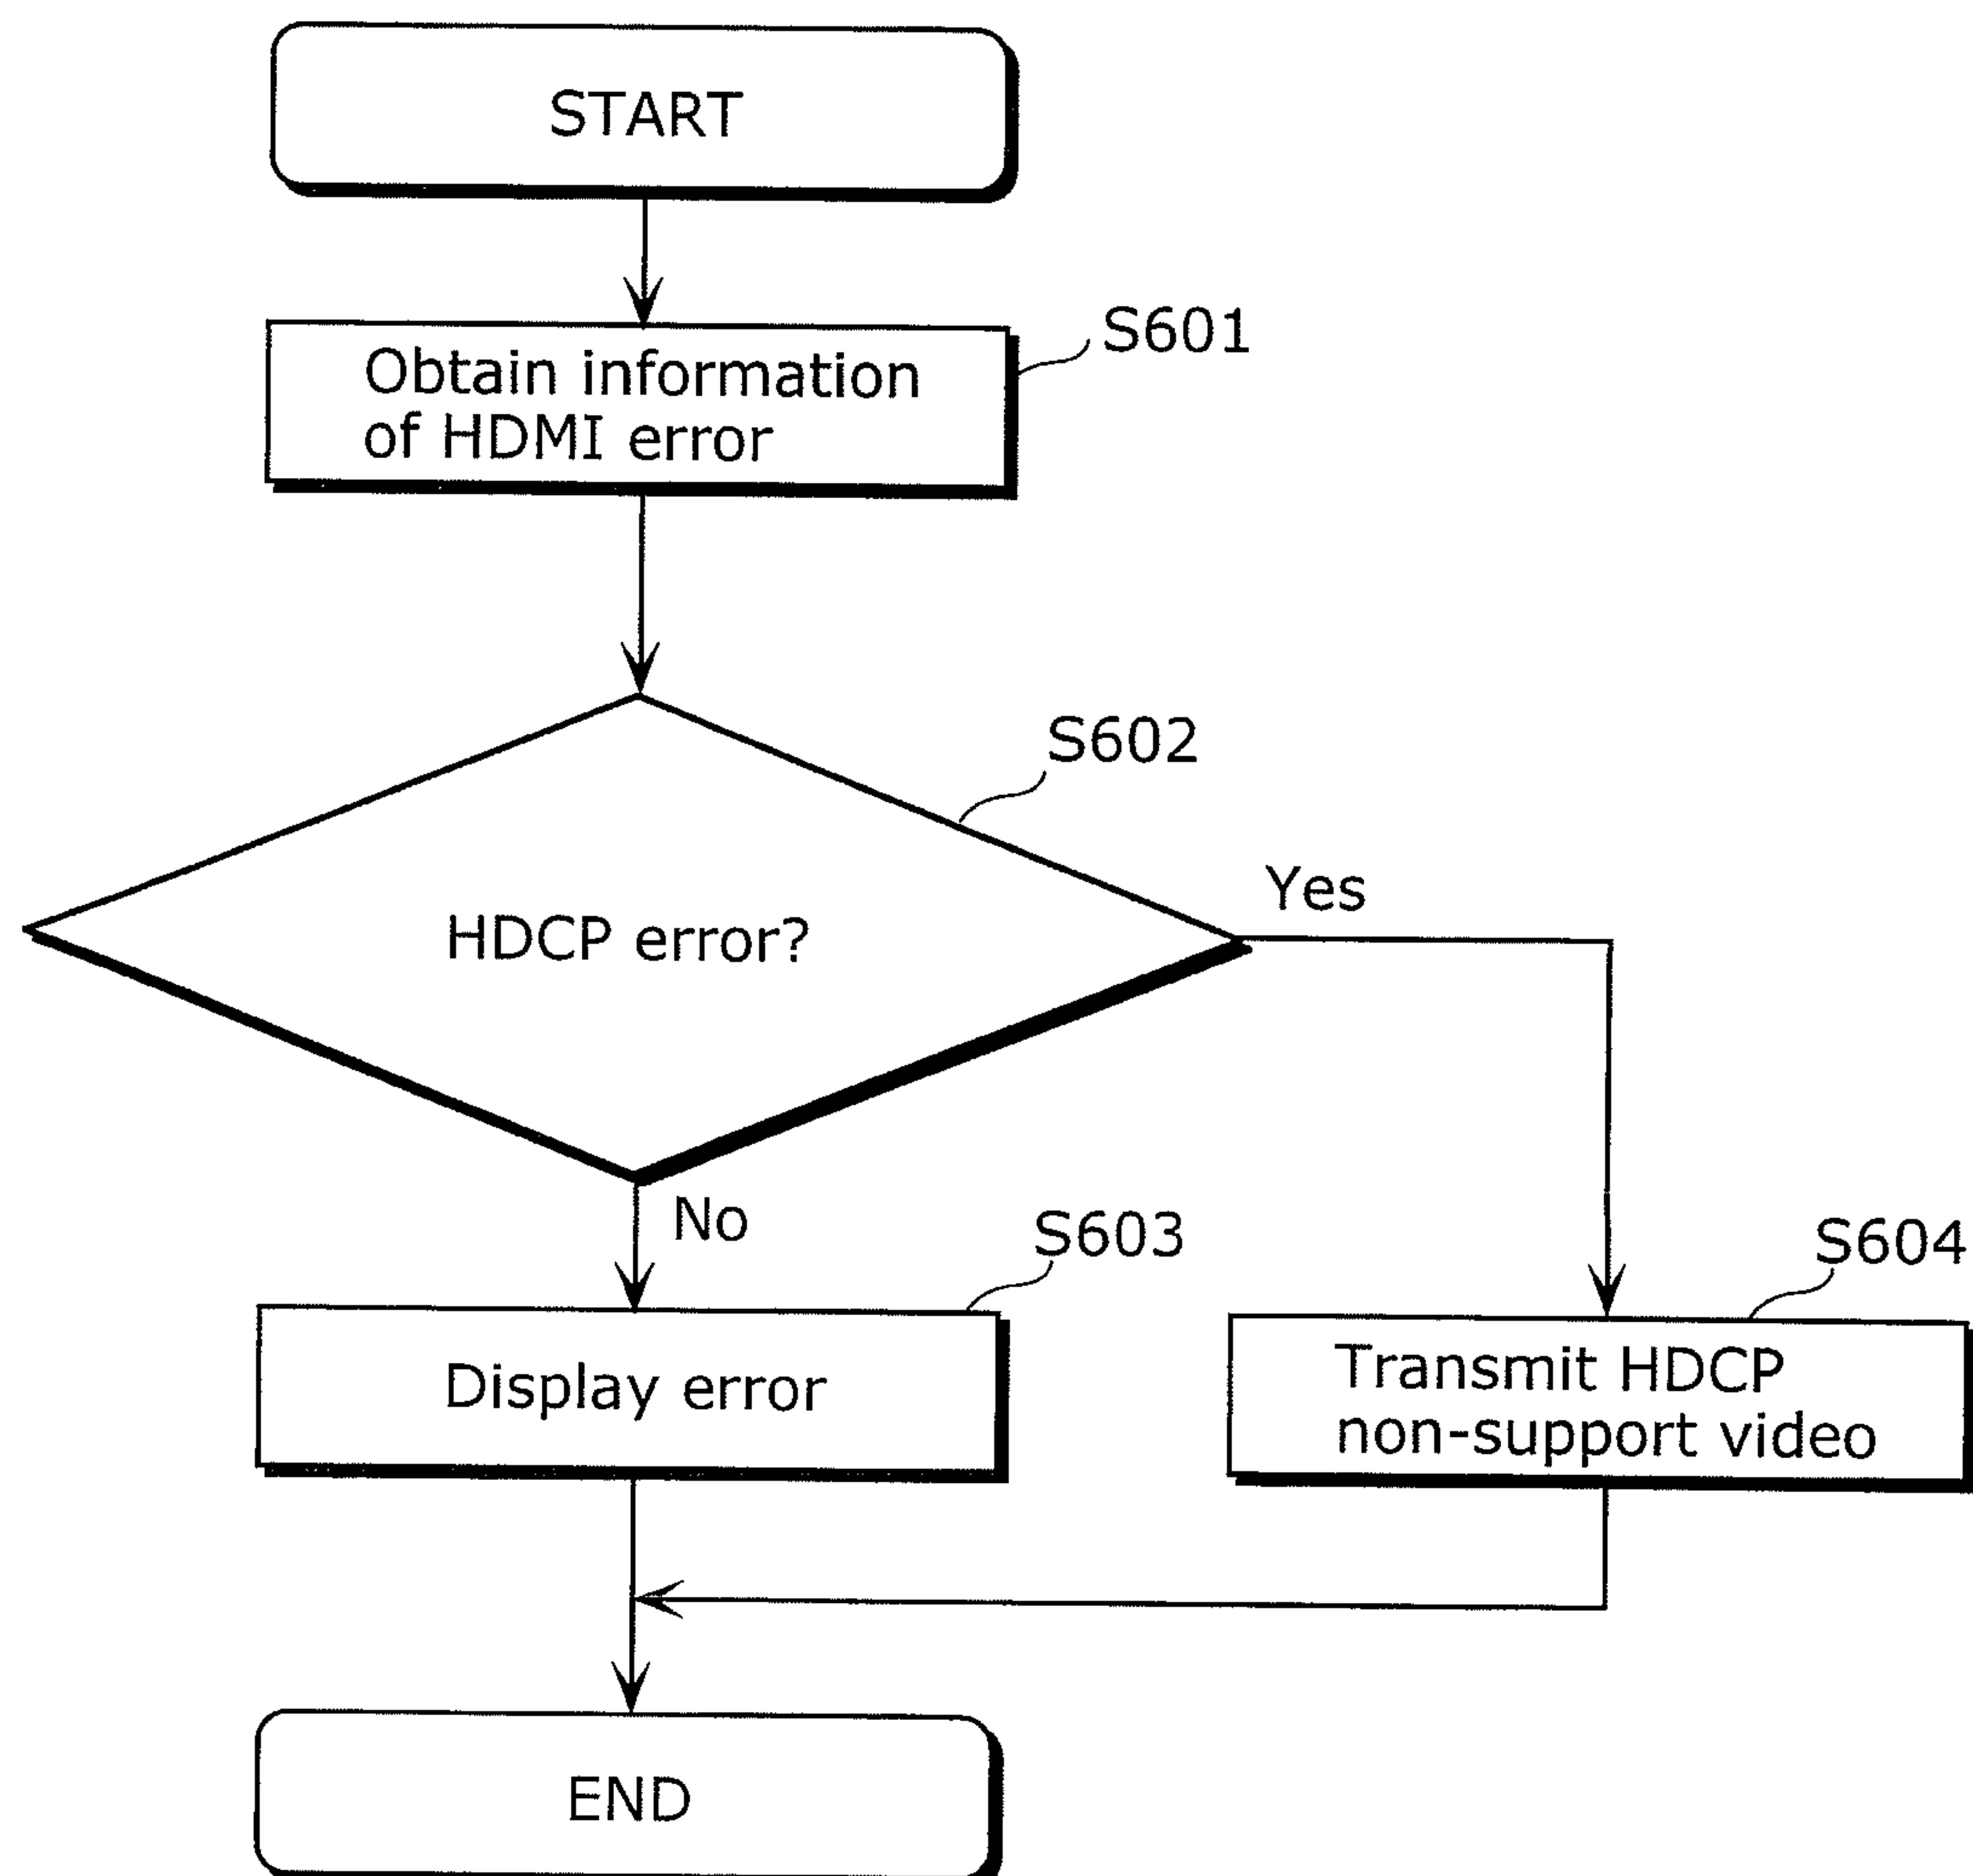 START
S601
Obtain information
of HDMI error
S602
Yes
HDCP error?
No
S603
S604
Display error
Transmit HDCP
non-support video
END